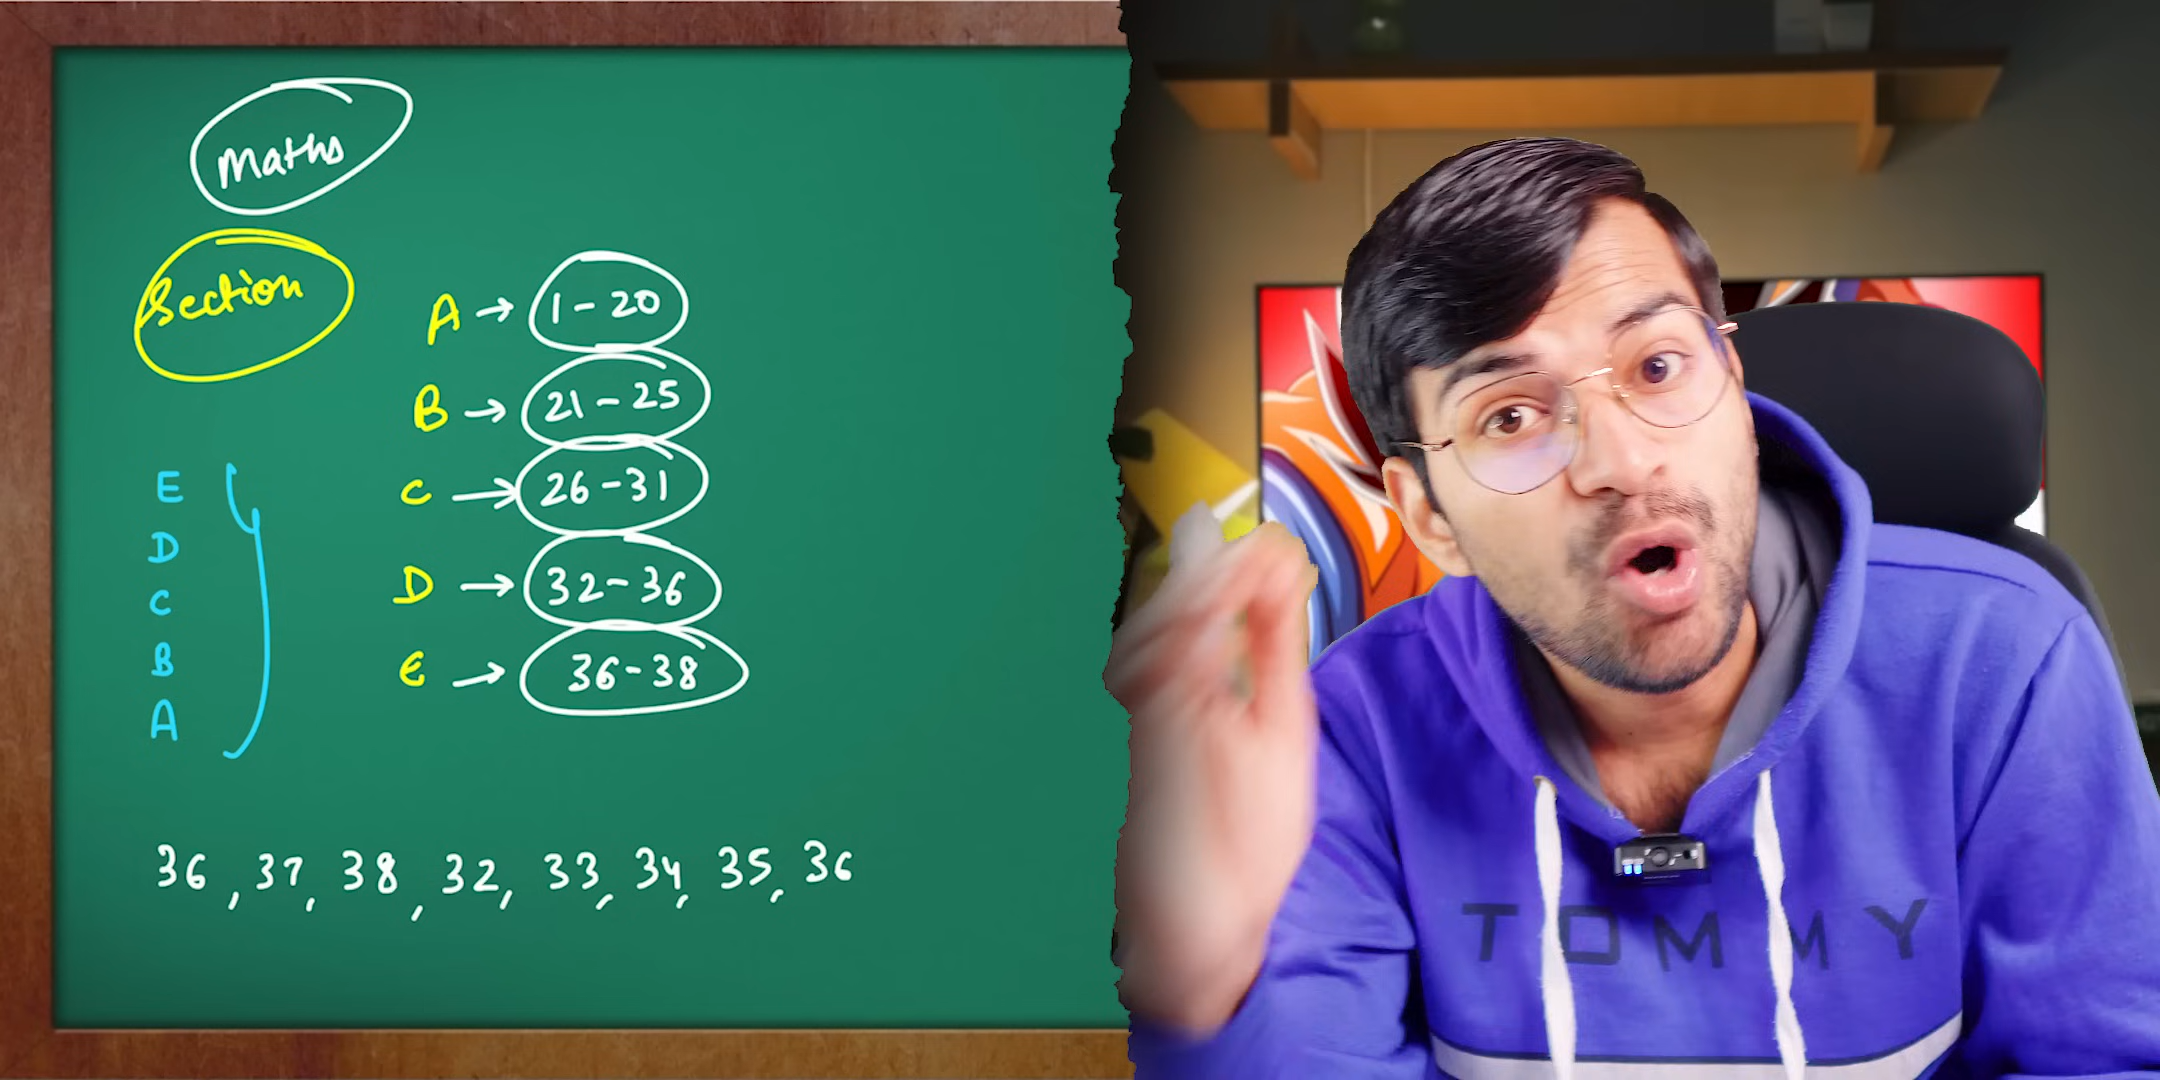 Maths
Section
A → 1 - 20
B → 21 - 25
C → 26 - 31
D → 32 - 36
E → 36 - 38
E
D
C
B
A
36, 37, 38, 32, 33, 34, 35, 36
TOMMY